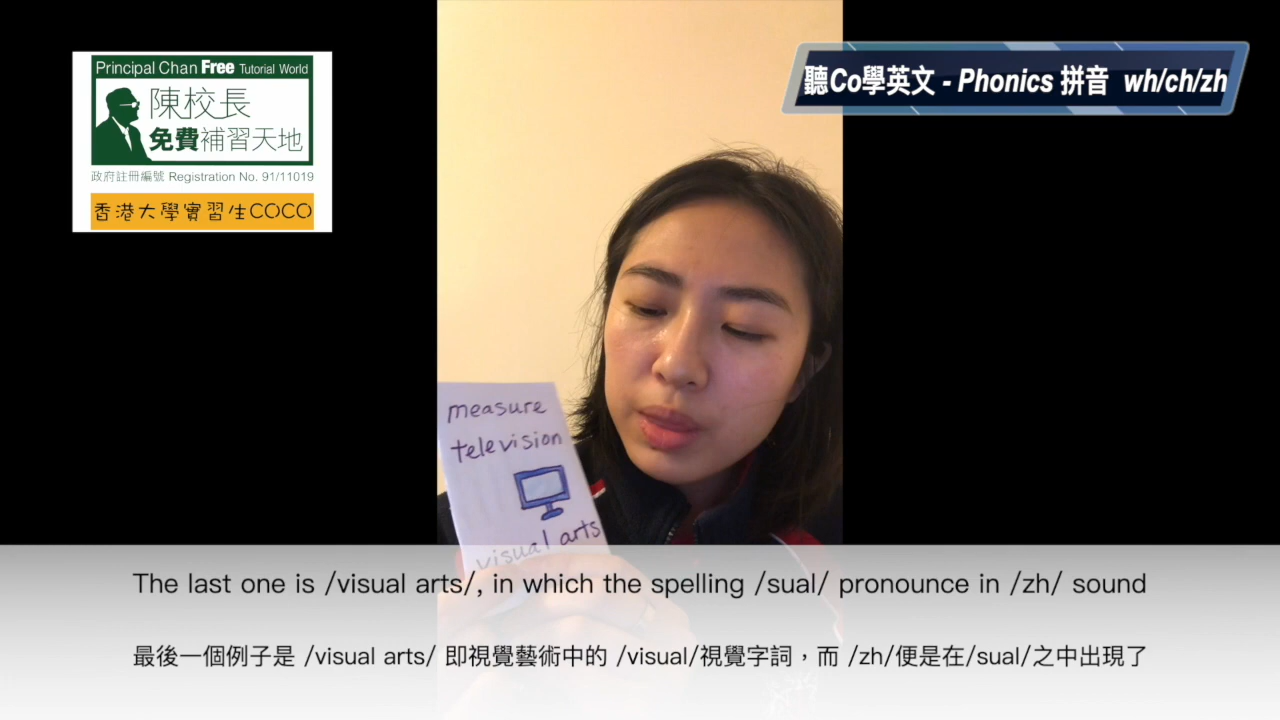 Principal Chan Free Tutorial World
陳校長
免費補習天地
政府註冊編號 Registration No. 91/11019
香港大學實習生COCO
聽Co學英文 - Phonics 拼音 wh/ch/zh
measure
television
visual arts
The last one is /visual arts/, in which the spelling /sual/ pronounce in /zh/ sound
最後一個例子是 /visual arts/ 即視覺藝術中的 /visual/視覺字詞，而 /zh/便是在/sual/之中出現了